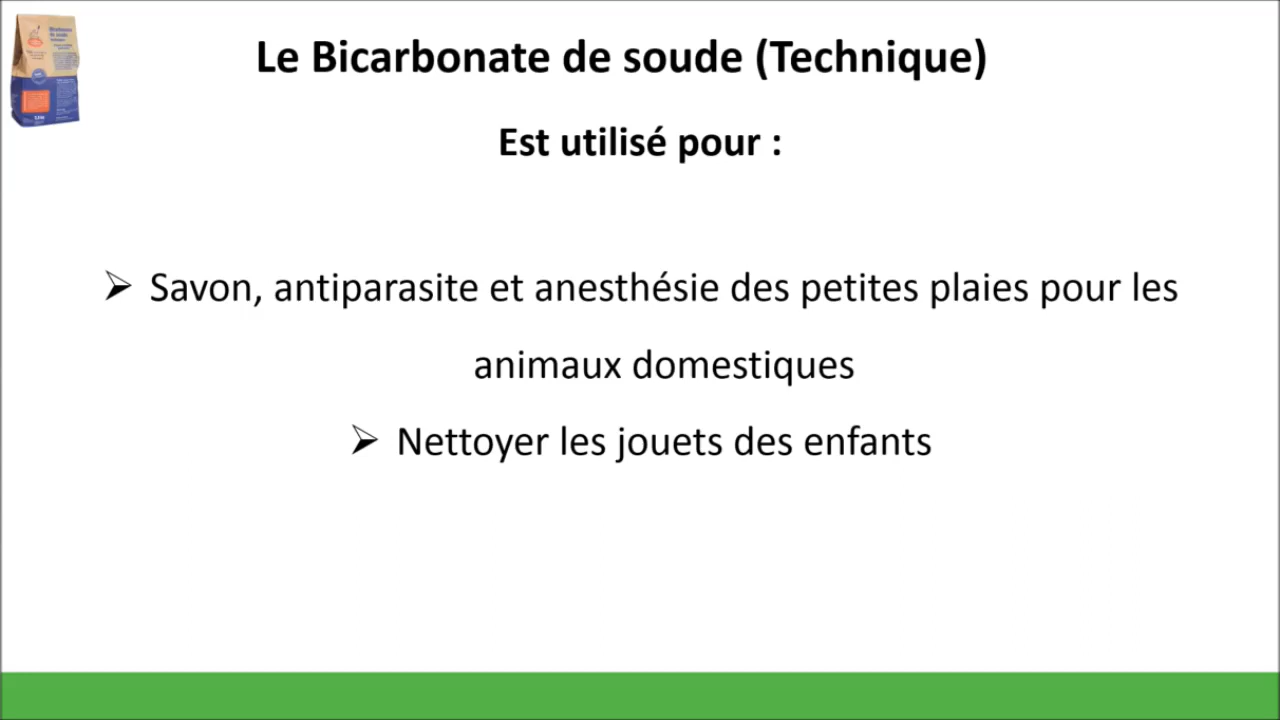 Le Bicarbonate de soude (Technique)
Est utilisé pour :
➢ Savon, antiparasite et anesthésie des petites plaies pour les
animaux domestiques
➢ Nettoyer les jouets des enfants